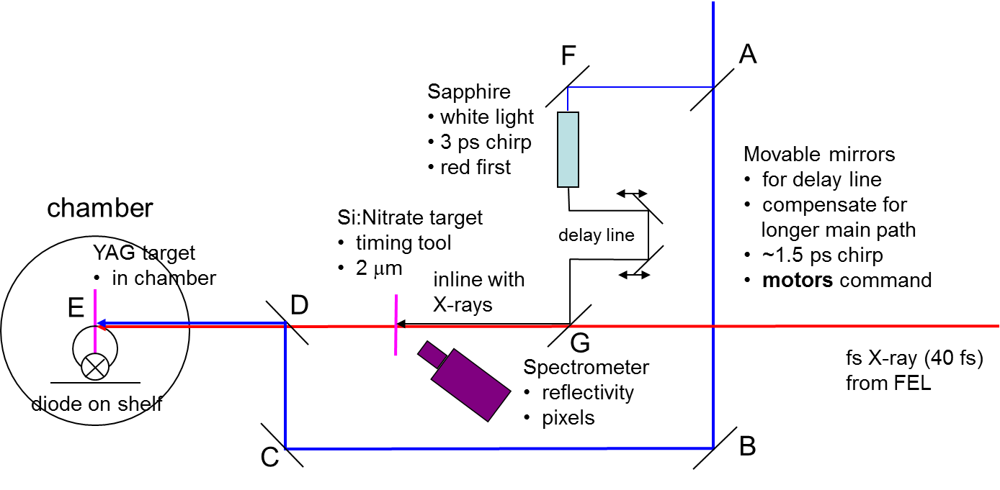 F
A
Sapphire
• white light
• 3 ps chirp
• red first
Movable mirrors
• for delay line
• compensate for
longer main path
• ~1.5 ps chirp
• motors command
chamber
Si:Nitrate target
• timing tool
• 2 μm
delay line
YAG target
• in chamber
inline with
X-rays
E
D
G
fs X-ray (40 fs)
from FEL
Spectrometer
• reflectivity
• pixels
diode on shelf
C
B